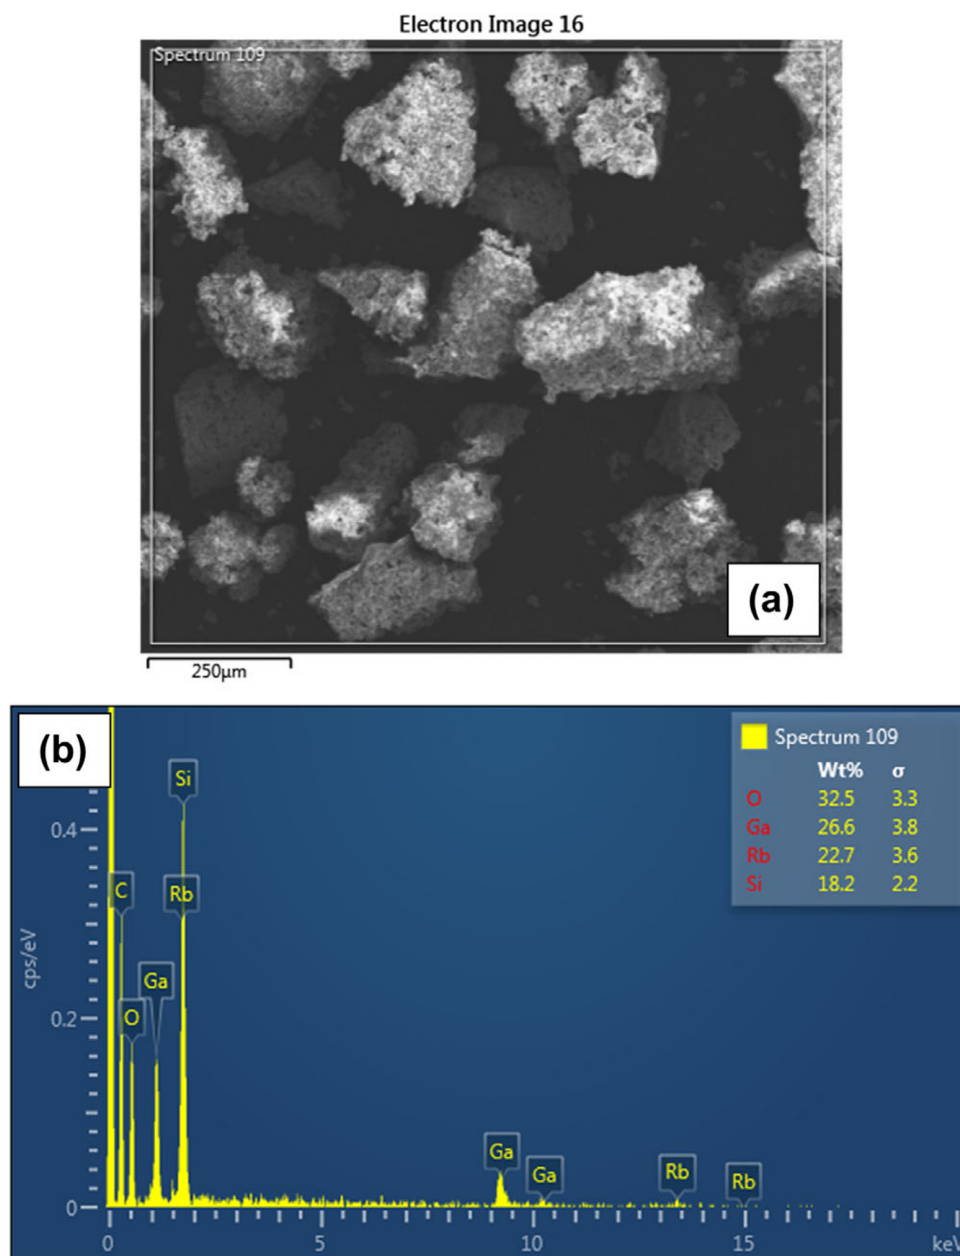 Electron Image 16
Spectrum 109
(a)
250µm
(b)
Spectrum 109
Wt% σ
O 32.5 3.3
Ga 26.6 3.8
Rb 22.7 3.6
Si 18.2 2.2
Si
0.4
C
Rb
cps/eV
Ga
O
0.2
Ga
Ga
Rb
Rb
0
0 5 10 15 keV